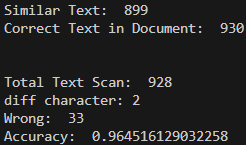 Similar Text:  899
Correct Text in Document:  930
Total Text Scan:  928
diff character: 2
Wrong:  33
Accuracy:  0.964516129032258